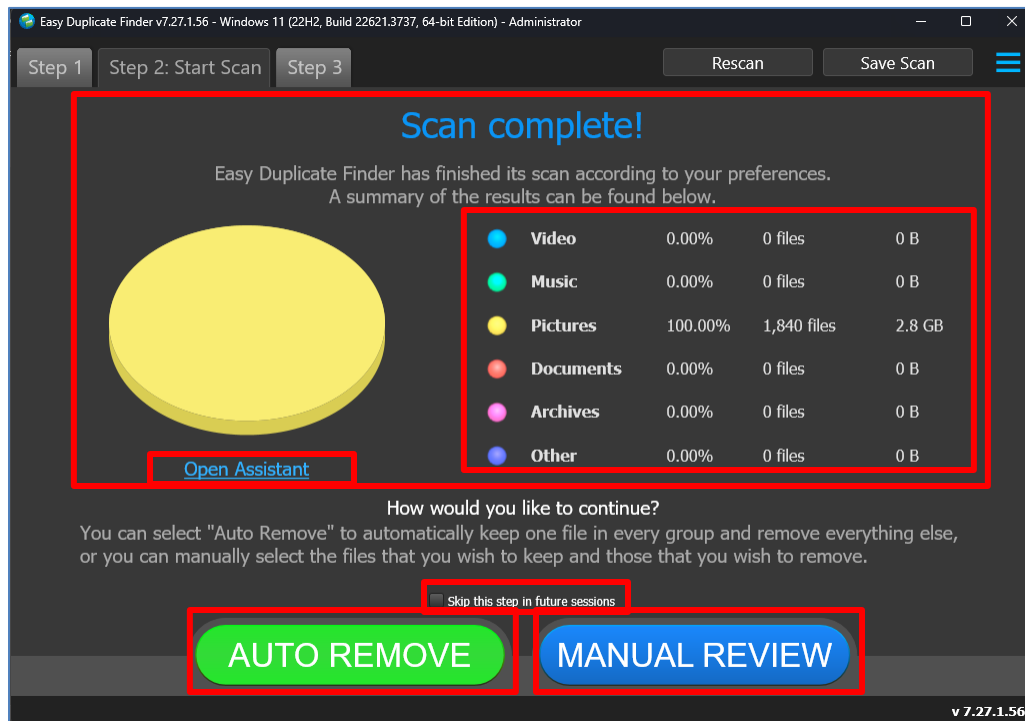 Easy Duplicate Finder v7.27.1.56 - Windows 11 (22H2, Build 22621.3737, 64-bit Edition) - Administrator
Step 1 Step 2: Start Scan Step 3 Rescan Save Scan
Scan complete!
Easy Duplicate Finder has finished its scan according to your preferences.
A summary of the results can be found below.
Video 0.00% 0 files 0 B
Music 0.00% 0 files 0 B
Pictures 100.00% 1,840 files 2.8 GB
Documents 0.00% 0 files 0 B
Archives 0.00% 0 files 0 B
Other 0.00% 0 files 0 B
Open Assistant
How would you like to continue?
You can select "Auto Remove" to automatically keep one file in every group and remove everything else,
or you can manually select the files that you wish to keep and those that you wish to remove.
Skip this step in future sessions
AUTO REMOVE MANUAL REVIEW
v 7.27.1.56